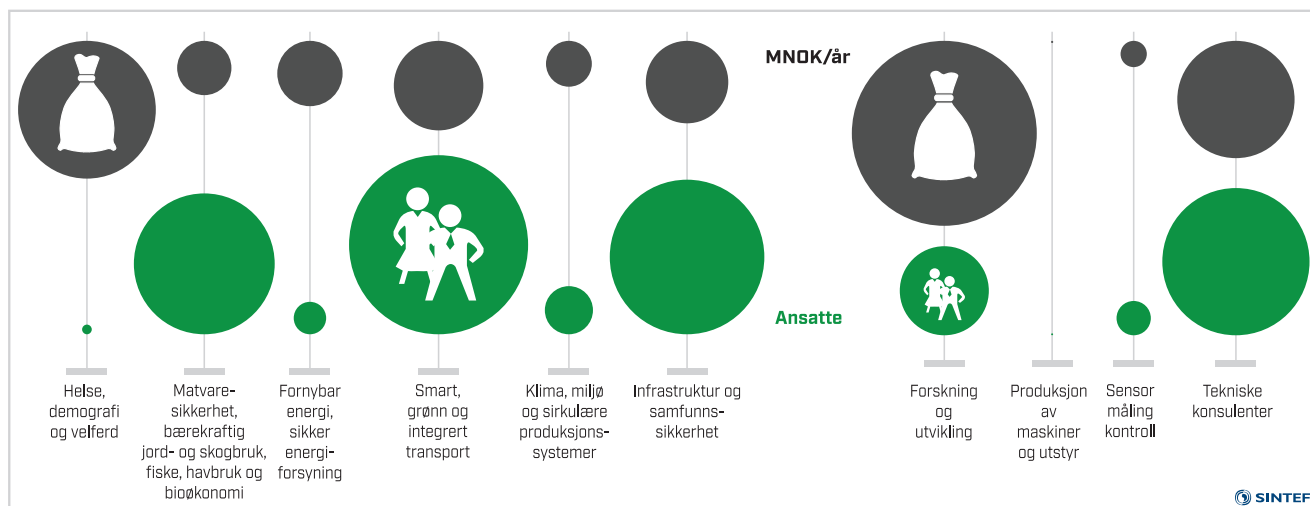 MNOK/år
Ansatte
Helse,
demografi
og velferd
Matvare-
sikkerhet,
bærekraftig
jord- og skogbruk,
fiske, havbruk og
bioøkonomi
Fornybar
energi,
sikker
energi-
forsyning
Smart,
grønn og
integrert
transport
Klima, miljø
og sirkulære
produksjons-
systemer
Infrastruktur og
samfunns-
sikkerhet
Forskning
og
utvikling
Produksjon
av
maskiner
og utstyr
Sensor
måling
kontroll
Tekniske
konsulenter
SINTEF